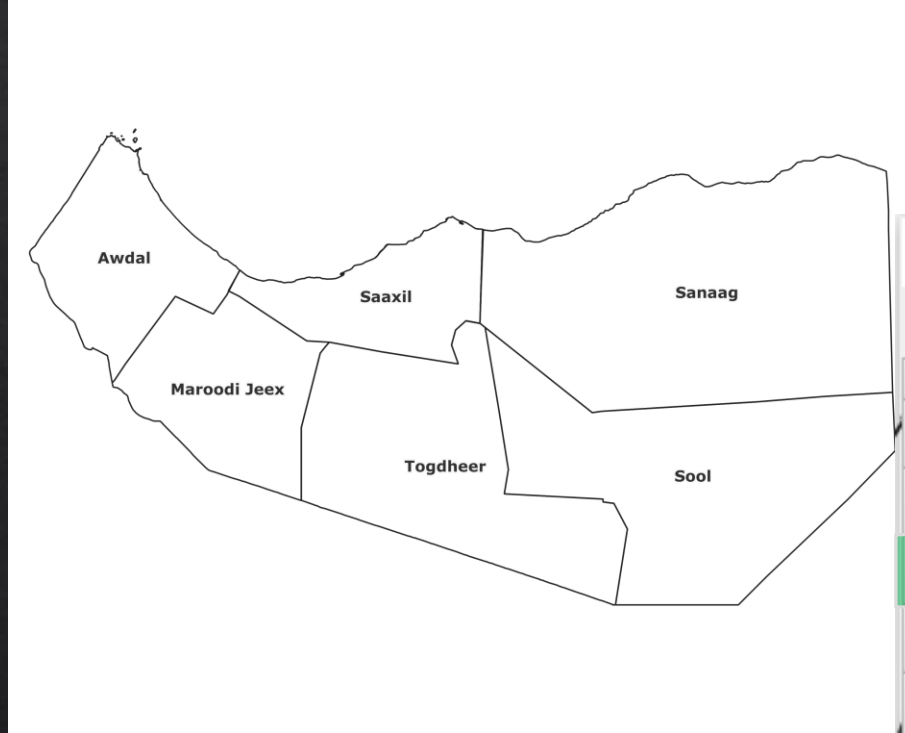 Awdal
Saaxil
Sanaag
Maroodi Jeex
Togdheer
Sool